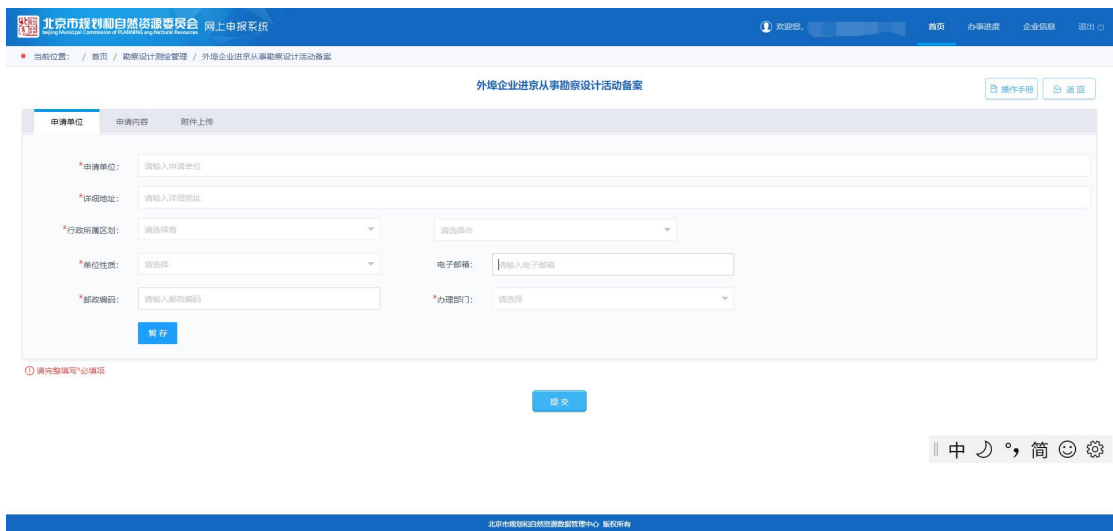 北京市规划和自然资源委员会 网上申报系统
Beijing Municipal Commission of PLANNING ang Nartiral Resources
欢迎您,
首页 办事进度 企业信息 退出
当前位置： / 首页 / 勘察设计测绘管理 / 外埠企业进京从事勘察设计活动备案
外埠企业进京从事勘察设计活动备案
操作手册 返回
申请单位 申请内容 附件上传
*申请单位： 请输入申请单位
*详细地址： 请输入详细地址
*行政所属区划： 请选择省 请选择市
*单位性质： 请选择 电子邮箱： 请输入电子邮箱
*邮政编码： 请输入邮政编码 *办理部门： 请选择
暂存
请完整填写*必填项
提交
中 °, 简
北京市规划和自然资源数据管理中心 版权所有